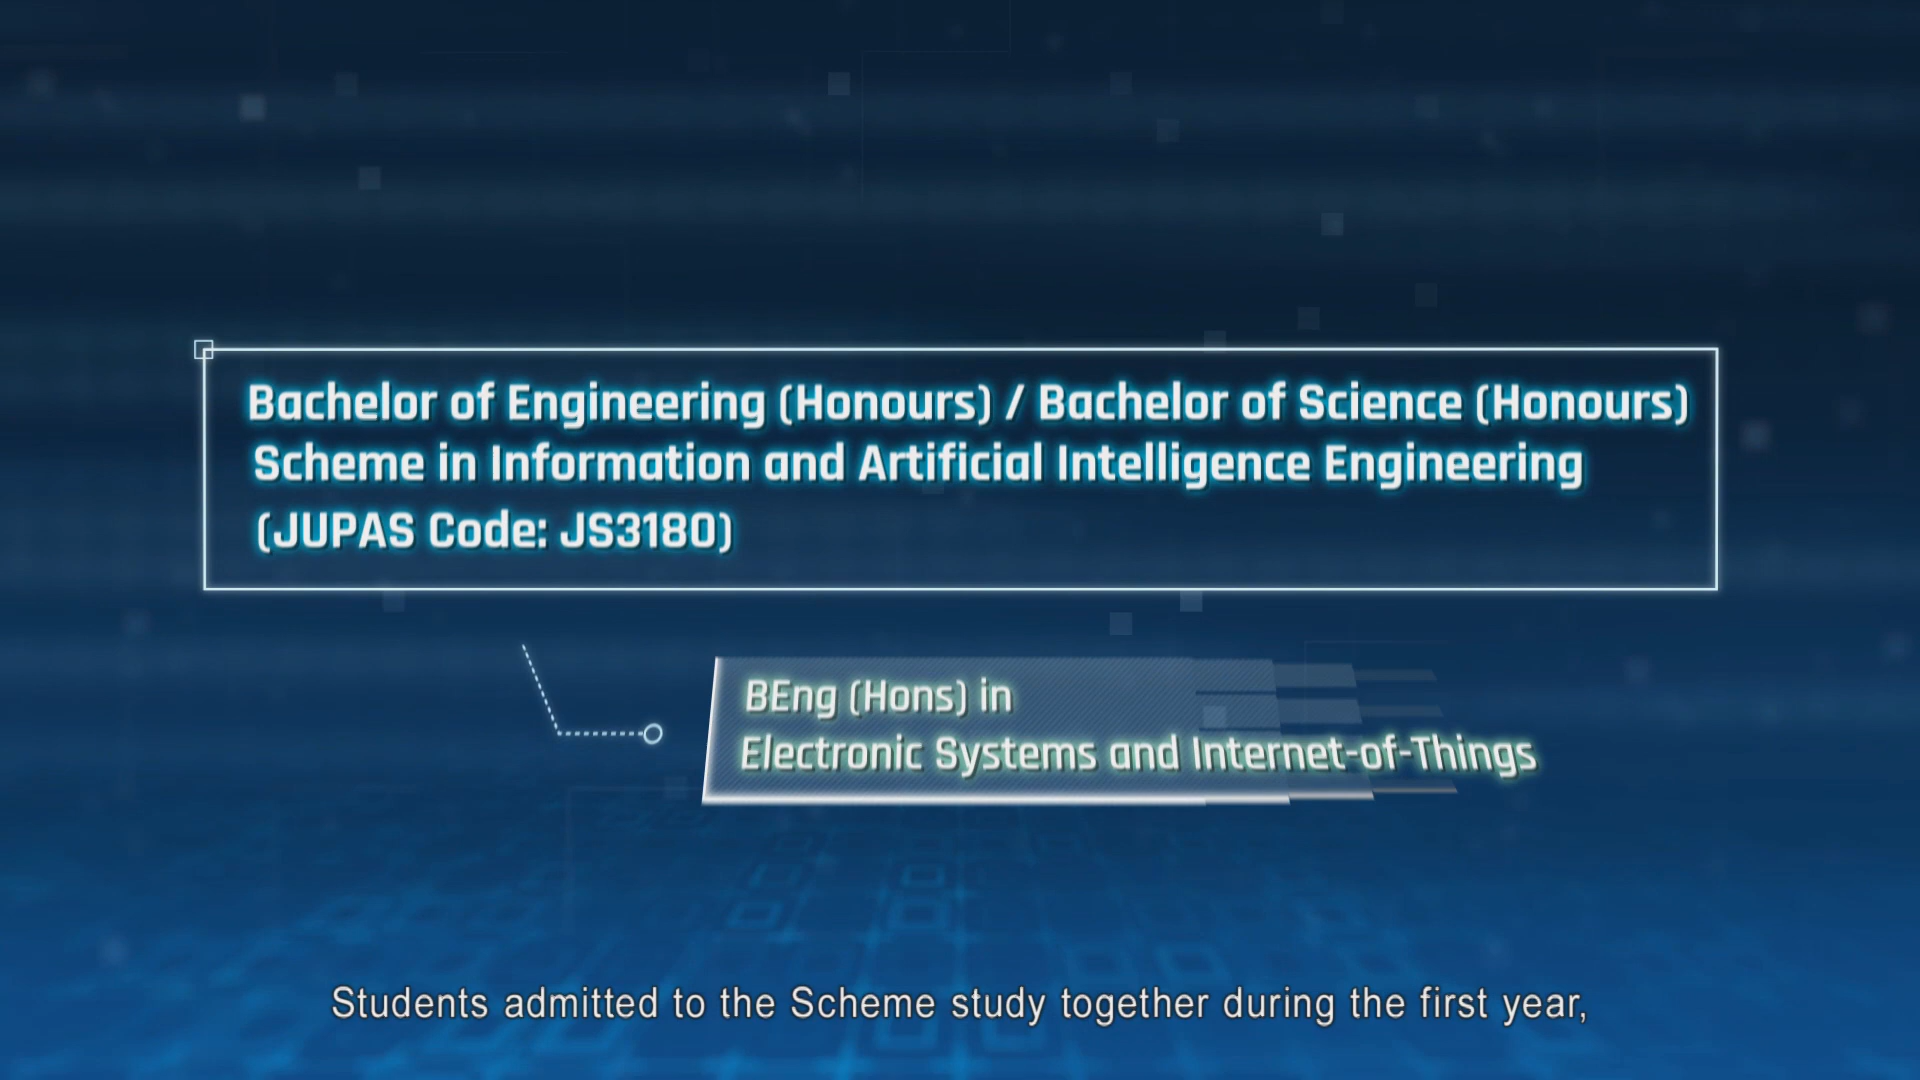 Bachelor of Engineering (Honours) / Bachelor of Science (Honours)
Scheme in Information and Artificial Intelligence Engineering
(JUPAS Code: JS3180)
BEng (Hons) in
Electronic Systems and Internet-of-Things
Students admitted to the Scheme study together during the first year,